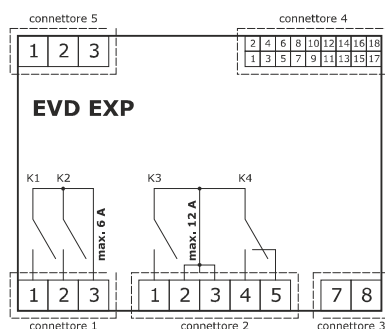 connettore 5
connettore 4
1 2 3
2 4 6 8 10 12 14 16 18
1 3 5 7 9 11 13 15 17
EVD EXP
K1 K2 K3 K4
max. 6 A
max. 12 A
1 2 3
1 2 3 4 5
7 8
connettore 1
connettore 2
connettore 3